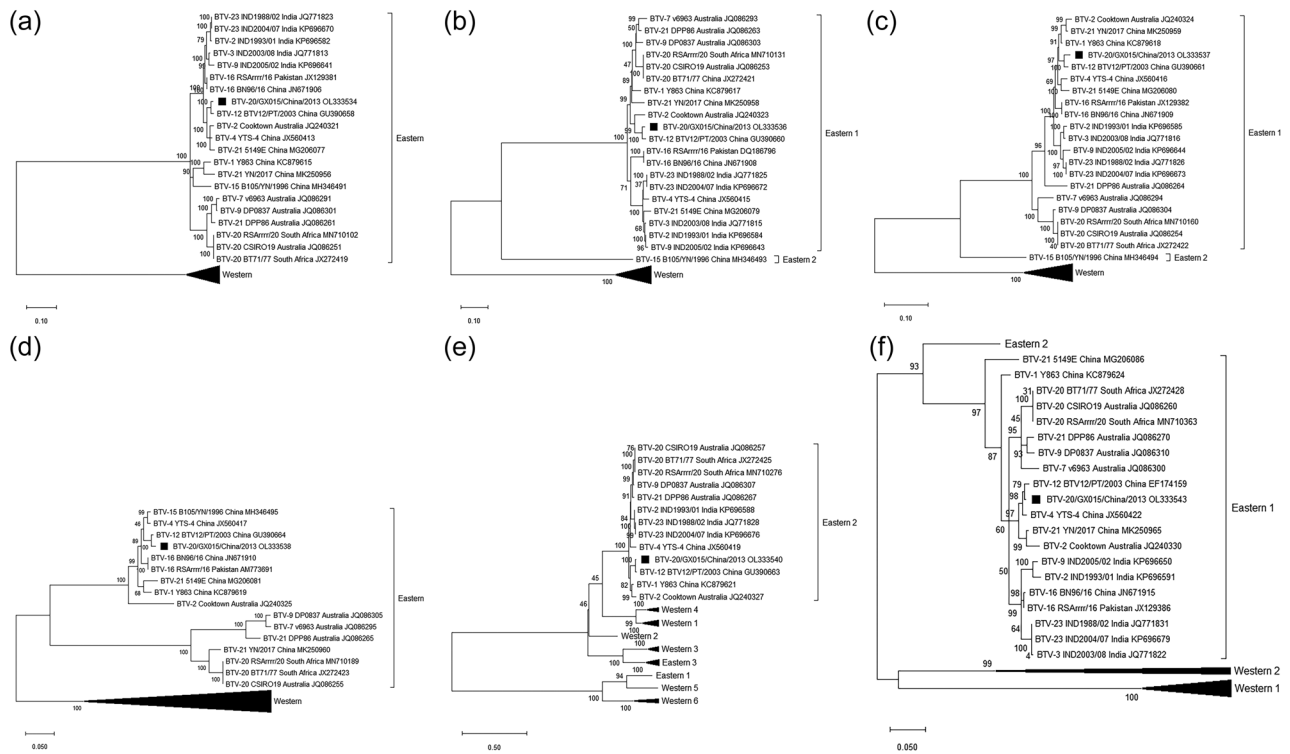 (a)
BTV-23 IND1988/02 India JQ771823
BTV-23 IND2004/07 India KP696670
BTV-2 IND1993/01 India KP696582
BTV-3 IND2003/08 India JQ771813
BTV-9 IND2005/02 India KP696641
BTV-16 RSArrrr/16 Pakistan JX129381
BTV-16 BN96/16 China JN671906
BTV-20/GX015/China/2013 OL333534
BTV-12 BTV12/PT/2003 China GU390658
BTV-2 Cooktown Australia JQ240321
BTV-4 YTS-4 China JX560413
BTV-21 5149E China MG206077
BTV-1 Y863 China KC879615
BTV-21 YN/2017 China MK250956
BTV-15 B105/YN/1996 China MH346491
BTV-7 v6963 Australia JQ086291
BTV-9 DP0837 Australia JQ086301
BTV-21 DPP86 Australia JQ086261
BTV-20 RSArrrr/20 South Africa MN710102
BTV-20 CSIRO19 Australia JQ086251
BTV-20 BT71/77 South Africa JX272419
Eastern
Western
0.10
(b)
BTV-7 v6963 Australia JQ086293
BTV-21 DPP86 Australia JQ086263
BTV-9 DP0837 Australia JQ086303
BTV-20 RSArrrr/20 South Africa MN710131
BTV-20 CSIRO19 Australia JQ086253
BTV-20 BT71/77 China JX272421
BTV-1 Y863 China KC879617
BTV-21 YN/2017 China MK250958
BTV-2 Cooktown Australia JQ240323
BTV-20/GX015/China/2013 OL333536
BTV-12 BTV12/PT/2003 China GU390660
BTV-16 RSArrrr/16 Pakistan DQ186796
BTV-16 BN96/16 China JN671908
BTV-23 IND1988/02 India JQ771825
BTV-23 IND2004/07 India KP696672
BTV-4 YTS-4 China JX560415
BTV-21 5149E China MG206079
BTV-3 IND2003/08 India JQ771815
BTV-2 IND1993/01 India KP696584
BTV-9 IND2005/02 India KP696643
BTV-15 B105/YN/1996 China MH346493
Eastern 1
Eastern 2
Western
100
0.10
(c)
BTV-2 Cooktown Australia JQ240324
BTV-21 YN/2017 China MK250959
BTV-1 Y863 China KC879618
BTV-20/GX015/China/2013 OL333537
BTV-12 BTV12/PT/2003 China GU390661
BTV-4 YTS-4 China JX560416
BTV-21 5149E China MG206080
BTV-16 RSArrrr/16 Pakistan JX129382
BTV-16 BN96/16 China JN671909
BTV-2 IND1993/01 India KP696585
BTV-3 IND2003/08 India JQ771816
BTV-9 IND2005/02 India KP696644
BTV-23 IND1988/02 India JQ771826
BTV-23 IND2004/07 India KP696673
BTV-21 DPP86 Australia JQ086264
BTV-7 v6963 Australia JQ086294
BTV-9 DP0837 Australia JQ086304
BTV-20 RSArrrr/20 South Africa MN710160
BTV-20 CSIRO19 Australia JQ086254
BTV-20 BT71/77 South Africa JX272422
BTV-15 B105/YN/1996 China MH346494
Eastern 1
Eastern 2
Western
100
0.10
(d)
BTV-15 B105/YN/1996 China MH346495
BTV-4 YTS-4 China JX560417
BTV-12 BTV12/PT/2003 China GU390664
BTV-20/GX015/China/2013 OL333538
BTV-16 BN96/16 China JN671910
BTV-16 RSArrrr/16 Pakistan AM773691
BTV-21 5149E China MG206081
BTV-1 Y863 China KC879619
BTV-2 Cooktown Australia JQ240325
BTV-9 DP0837 Australia JQ086305
BTV-7 v6963 Australia JQ086295
BTV-21 DPP86 Australia JQ086265
BTV-21 YN/2017 China MK250960
BTV-20 RSArrrr/20 South Africa MN710189
BTV-20 BT71/77 South Africa JX272423
BTV-20 CSIRO19 Australia JQ086255
Eastern
Western
100
0.050
(e)
BTV-20 CSIRO19 Australia JQ086257
BTV-20 BT71/77 South Africa JX272425
BTV-20 RSArrrr/20 South Africa MN710276
BTV-9 DP0837 Australia JQ086307
BTV-21 DPP86 Australia JQ086267
BTV-2 IND1993/01 India KP696588
BTV-23 IND1988/02 India JQ771828
BTV-23 IND2004/07 India KP696676
BTV-4 YTS-4 China JX560419
BTV-20/GX015/China/2013 OL333540
BTV-12 BTV12/PT/2003 China GU390663
BTV-1 Y863 China KC879621
BTV-2 Cooktown Australia JQ240327
Eastern 2
Western 4
Western 1
Western 2
Western 3
Eastern 3
Eastern 1
Western 5
Western 6
0.50
(f)
Eastern 2
BTV-21 5149E China MG206086
BTV-1 Y863 China KC879624
BTV-20 BT71/77 South Africa JX272428
BTV-20 CSIRO19 Australia JQ086260
BTV-20 RSArrrr/20 South Africa MN710363
BTV-21 DPP86 Australia JQ086270
BTV-9 DP0837 Australia JQ086310
BTV-7 v6963 Australia JQ086300
BTV-12 BTV12/PT/2003 China EF174159
BTV-20/GX015/China/2013 OL333543
BTV-4 YTS-4 China JX560422
BTV-21 YN/2017 China MK250965
BTV-2 Cooktown Australia JQ240330
BTV-9 IND2005/02 India KP696650
BTV-2 IND1993/01 India KP696591
BTV-16 BN96/16 China JN671915
BTV-16 RSArrrr/16 Pakistan JX129386
BTV-23 IND1988/02 India JQ771831
BTV-23 IND2004/07 India KP696679
BTV-3 IND2003/08 India JQ771822
Eastern 1
Western 2
Western 1
93
97
87
60
50
99
100
0.050